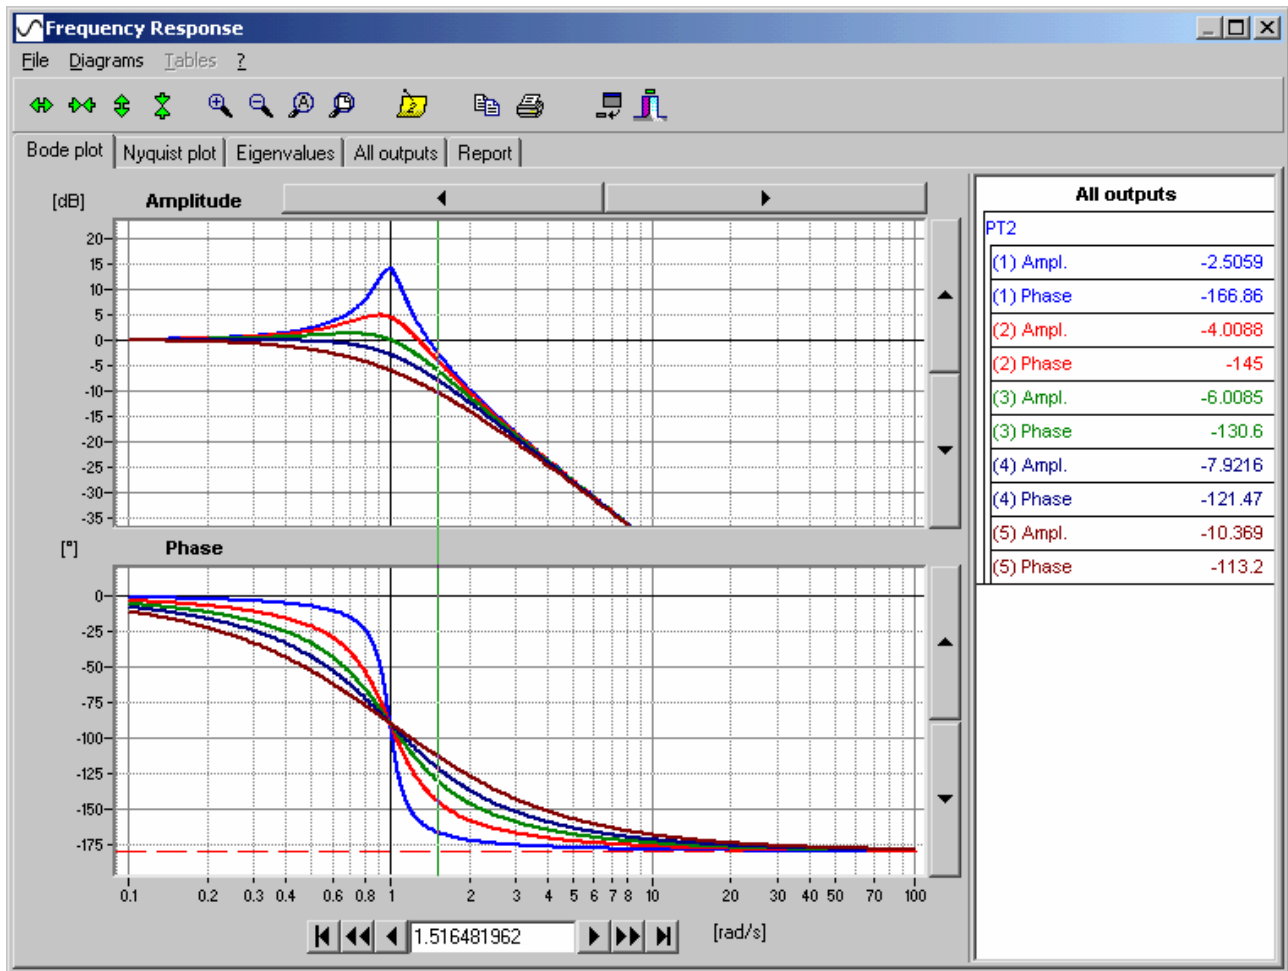 Frequency Response
File Diagrams Tables ?
Bode plot Nyquist plot Eigenvalues All outputs Report
[dB] Amplitude
20
15
10
5
0
-5
-10
-15
-20
-25
-30
-35
[°] Phase
0
-25
-50
-75
-100
-125
-150
-175
0.1 0.2 0.3 0.4 0.6 0.8 1 2 3 4 5 6 7 8 10 20 30 40 50 70 100
1.516481962 [rad/s]
All outputs
PT2
(1) Ampl. -2.5059
(1) Phase -166.86
(2) Ampl. -4.0088
(2) Phase -145
(3) Ampl. -6.0085
(3) Phase -130.6
(4) Ampl. -7.9216
(4) Phase -121.47
(5) Ampl. -10.369
(5) Phase -113.2